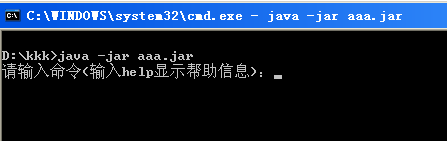 C:\WINDOWS\system32\cmd.exe - java -jar aaa.jar
D:\kkk>java -jar aaa.jar
请输入命令(输入help显示帮助信息)：